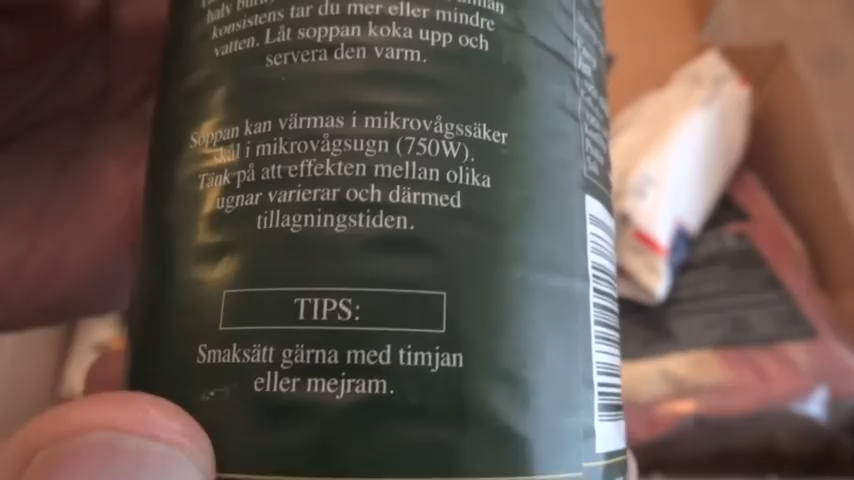 halv burk
konsistens tar du mer eller mindre
vatten. Låt soppan koka upp och
servera den varm.
Soppan kan värmas i mikrovågssäker
skål i mikrovågsugn (750W).
Tänk på att effekten mellan olika
ugnar varierar och därmed
tillagningstiden.
TIPS:
Smaksätt gärna med timjan
eller mejram.